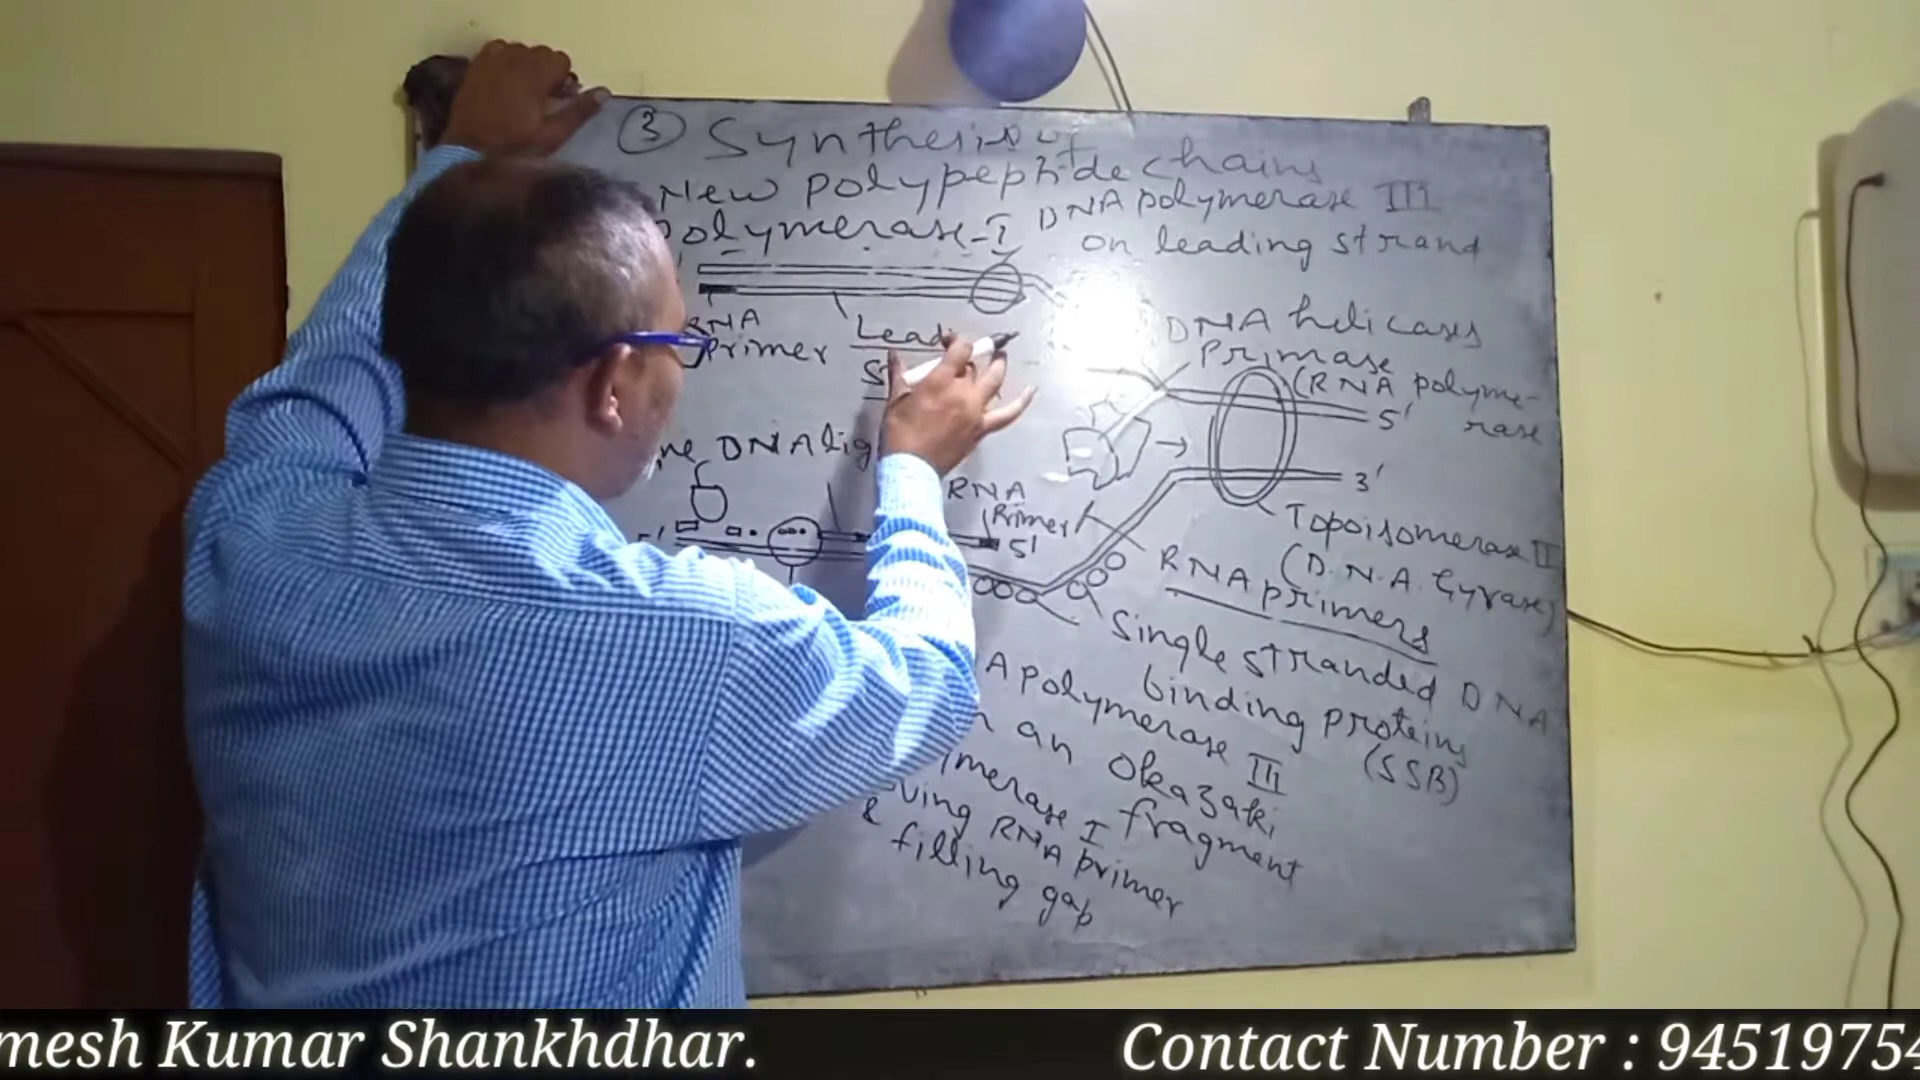 ③ Synthesis of
New polypeptide chains
polymerase-I DNA polymerase III
on leading strand
RNA
primer
Lead
DNA helicases
Primase
(RNA polyme-
rase
5'
3'
DNA lig
RNA
Primer
5'
5'
Topoisomerase II
(D.N.A. Gyrase)
RNA primers
Single stranded DNA
binding proteins
(SSB)
A polymerase III
an Okazaki
fragment
merase I
oving RNA primer
& filling gap
mesh Kumar Shankhdhar.
Contact Number : 94519754